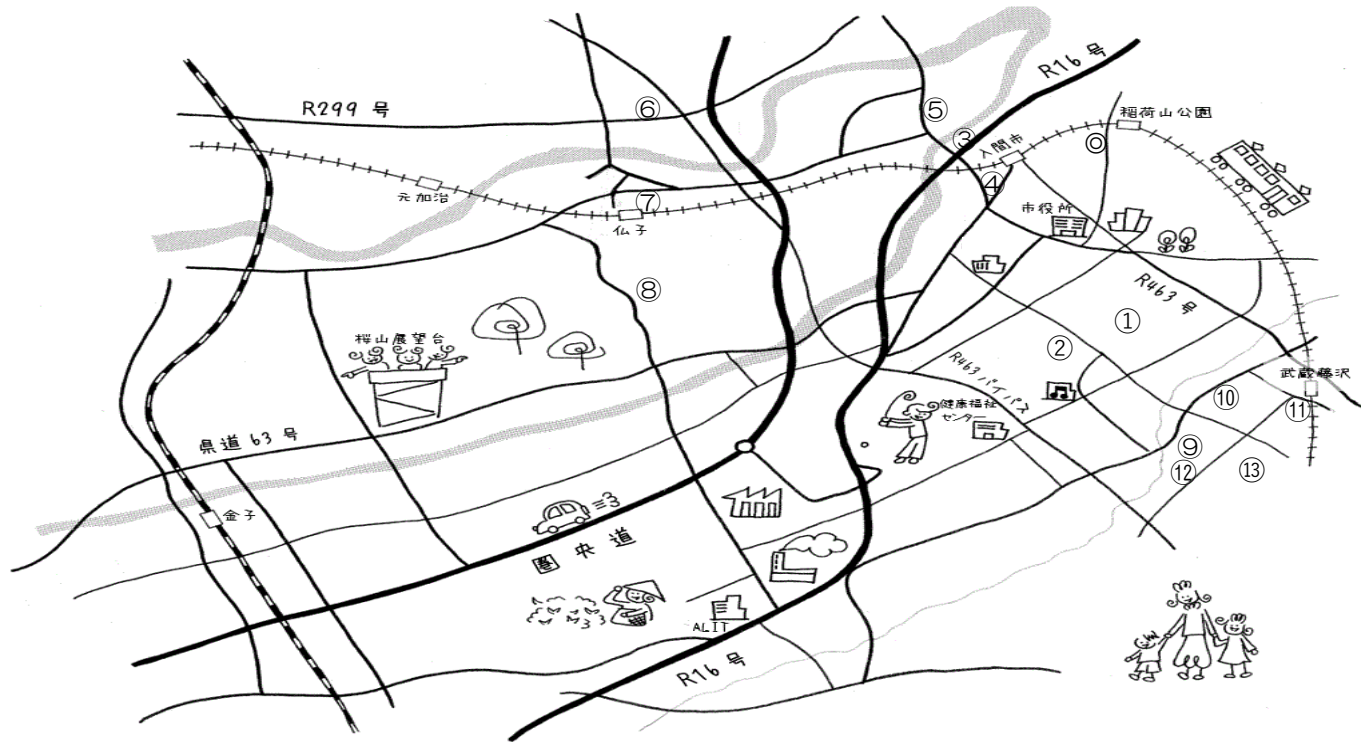 R16号
R299号
⑥
⑤
③
入間市
稲荷山公園
◎
④
元加治
⑦
仏子
市役所
⑧
R463号
①
②
桜山展望台
R463バイパス
武蔵藤沢
健康福祉
センター
⑩
⑪
県道63号
⑨
⑫
⑬
金子
圏央道
ALIT
R16号